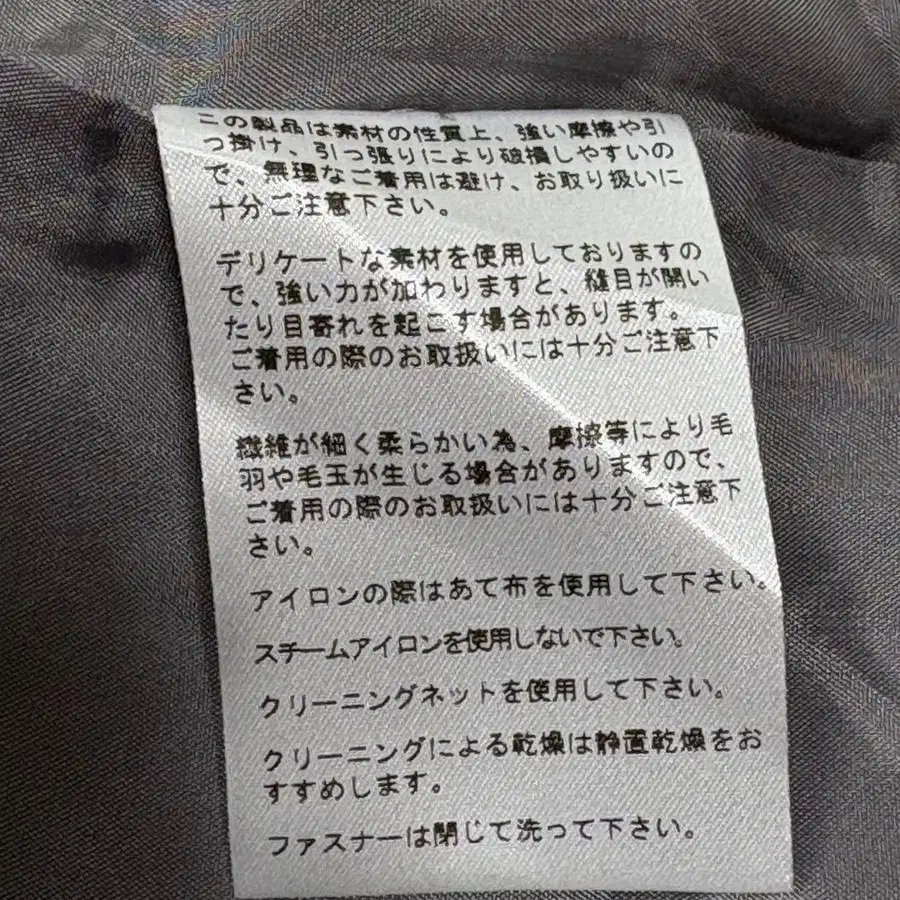 この製品は素材の性質上、強い摩擦や引
っ掛け、引っ張りにより破損しやすいの
で、無理なご着用は避け、お取り扱いに
十分ご注意下さい。
デリケートな素材を使用しておりますの
で、強い力が加わりますと、縫目が開い
たり目寄れを起こす場合があります。
ご着用の際のお取扱いには十分ご注意下
さい。
繊維が細く柔らかい為、摩擦等により毛
羽や毛玉が生じる場合がありますので、
ご着用の際のお取扱いには十分ご注意下
さい。
アイロンの際はあて布を使用して下さい。
スチームアイロンを使用しないで下さい。
クリーニングネットを使用して下さい。
クリーニングによる乾燥は静置乾燥をお
すすめします。
ファスナーは閉じて洗って下さい。